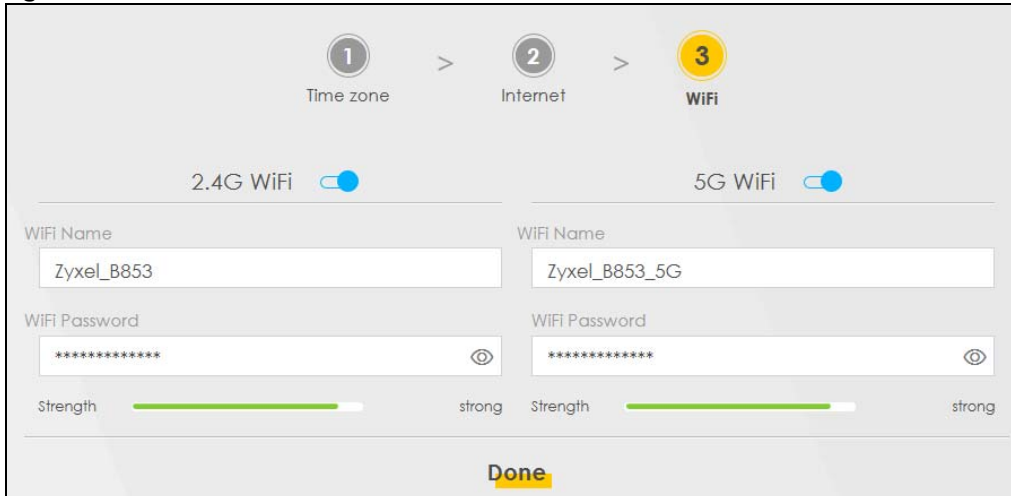 1 > 2 > 3
Time zone Internet WiFi
2.4G WiFi 5G WiFi
WiFi Name WiFi Name
Zyxel_B853 Zyxel_B853_5G
WiFi Password WiFi Password
************* *************
Strength strong Strength strong
Done